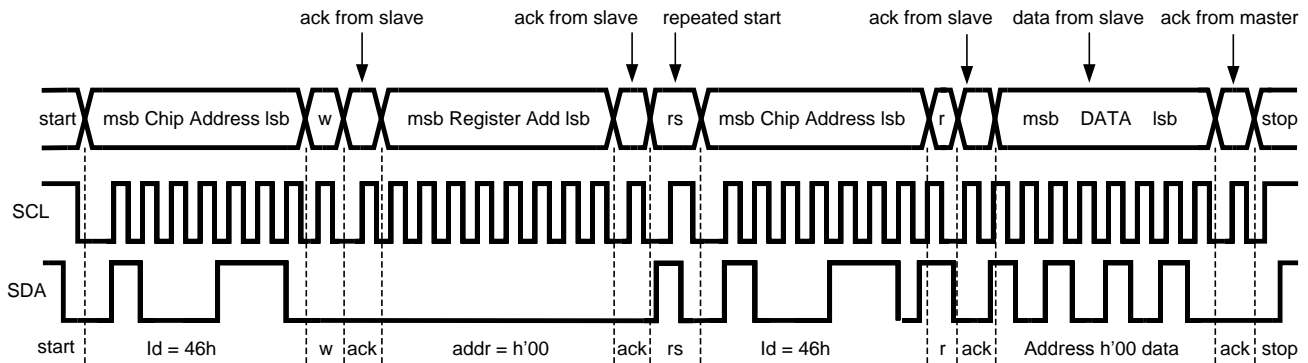 ack from slave ack from slave repeated start ack from slave data from slave ack from master
start msb Chip Address lsb w msb Register Add lsb rs msb Chip Address lsb r msb DATA lsb stop
SCL
SDA
start Id = 46h w ack addr = h'00 ack rs Id = 46h r ack Address h'00 data ack stop